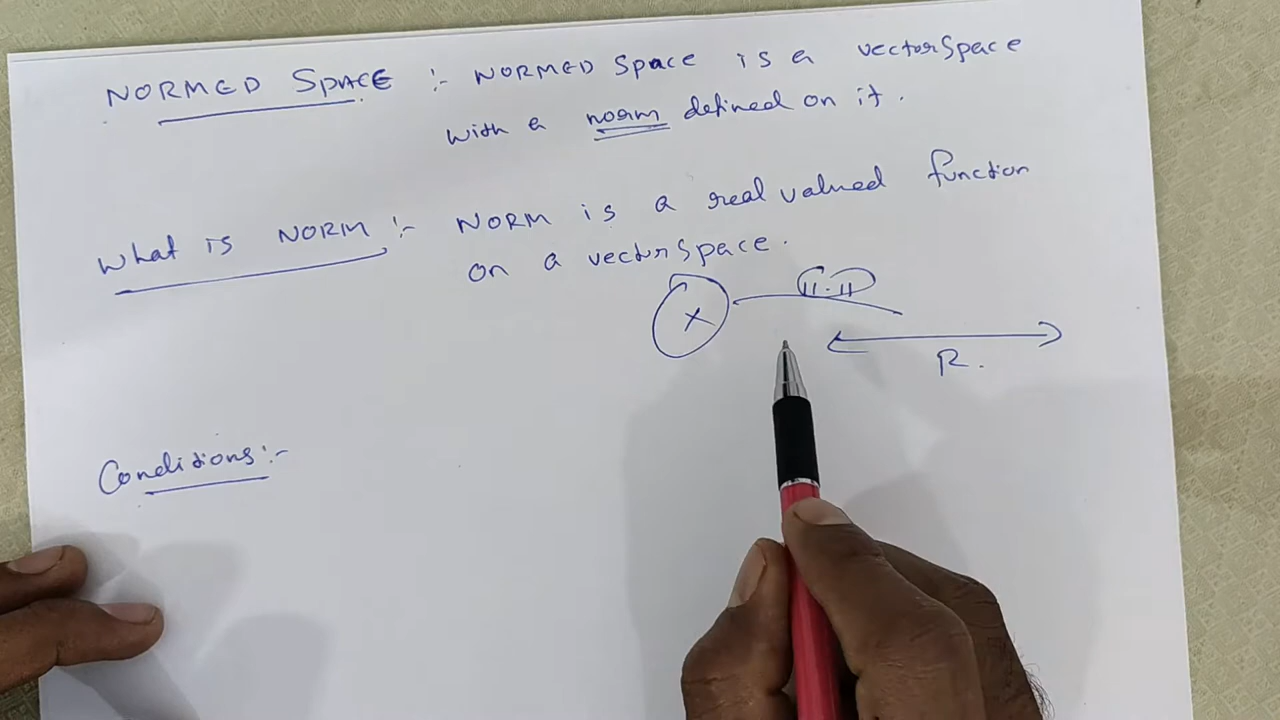 NORMED SPACE :- NORMED Space is a vectorspace
with a norm defined on it.
What is NORM :- NORM is a real valued function
on a vectorspace.
X ||.|| R.
Conditions :-